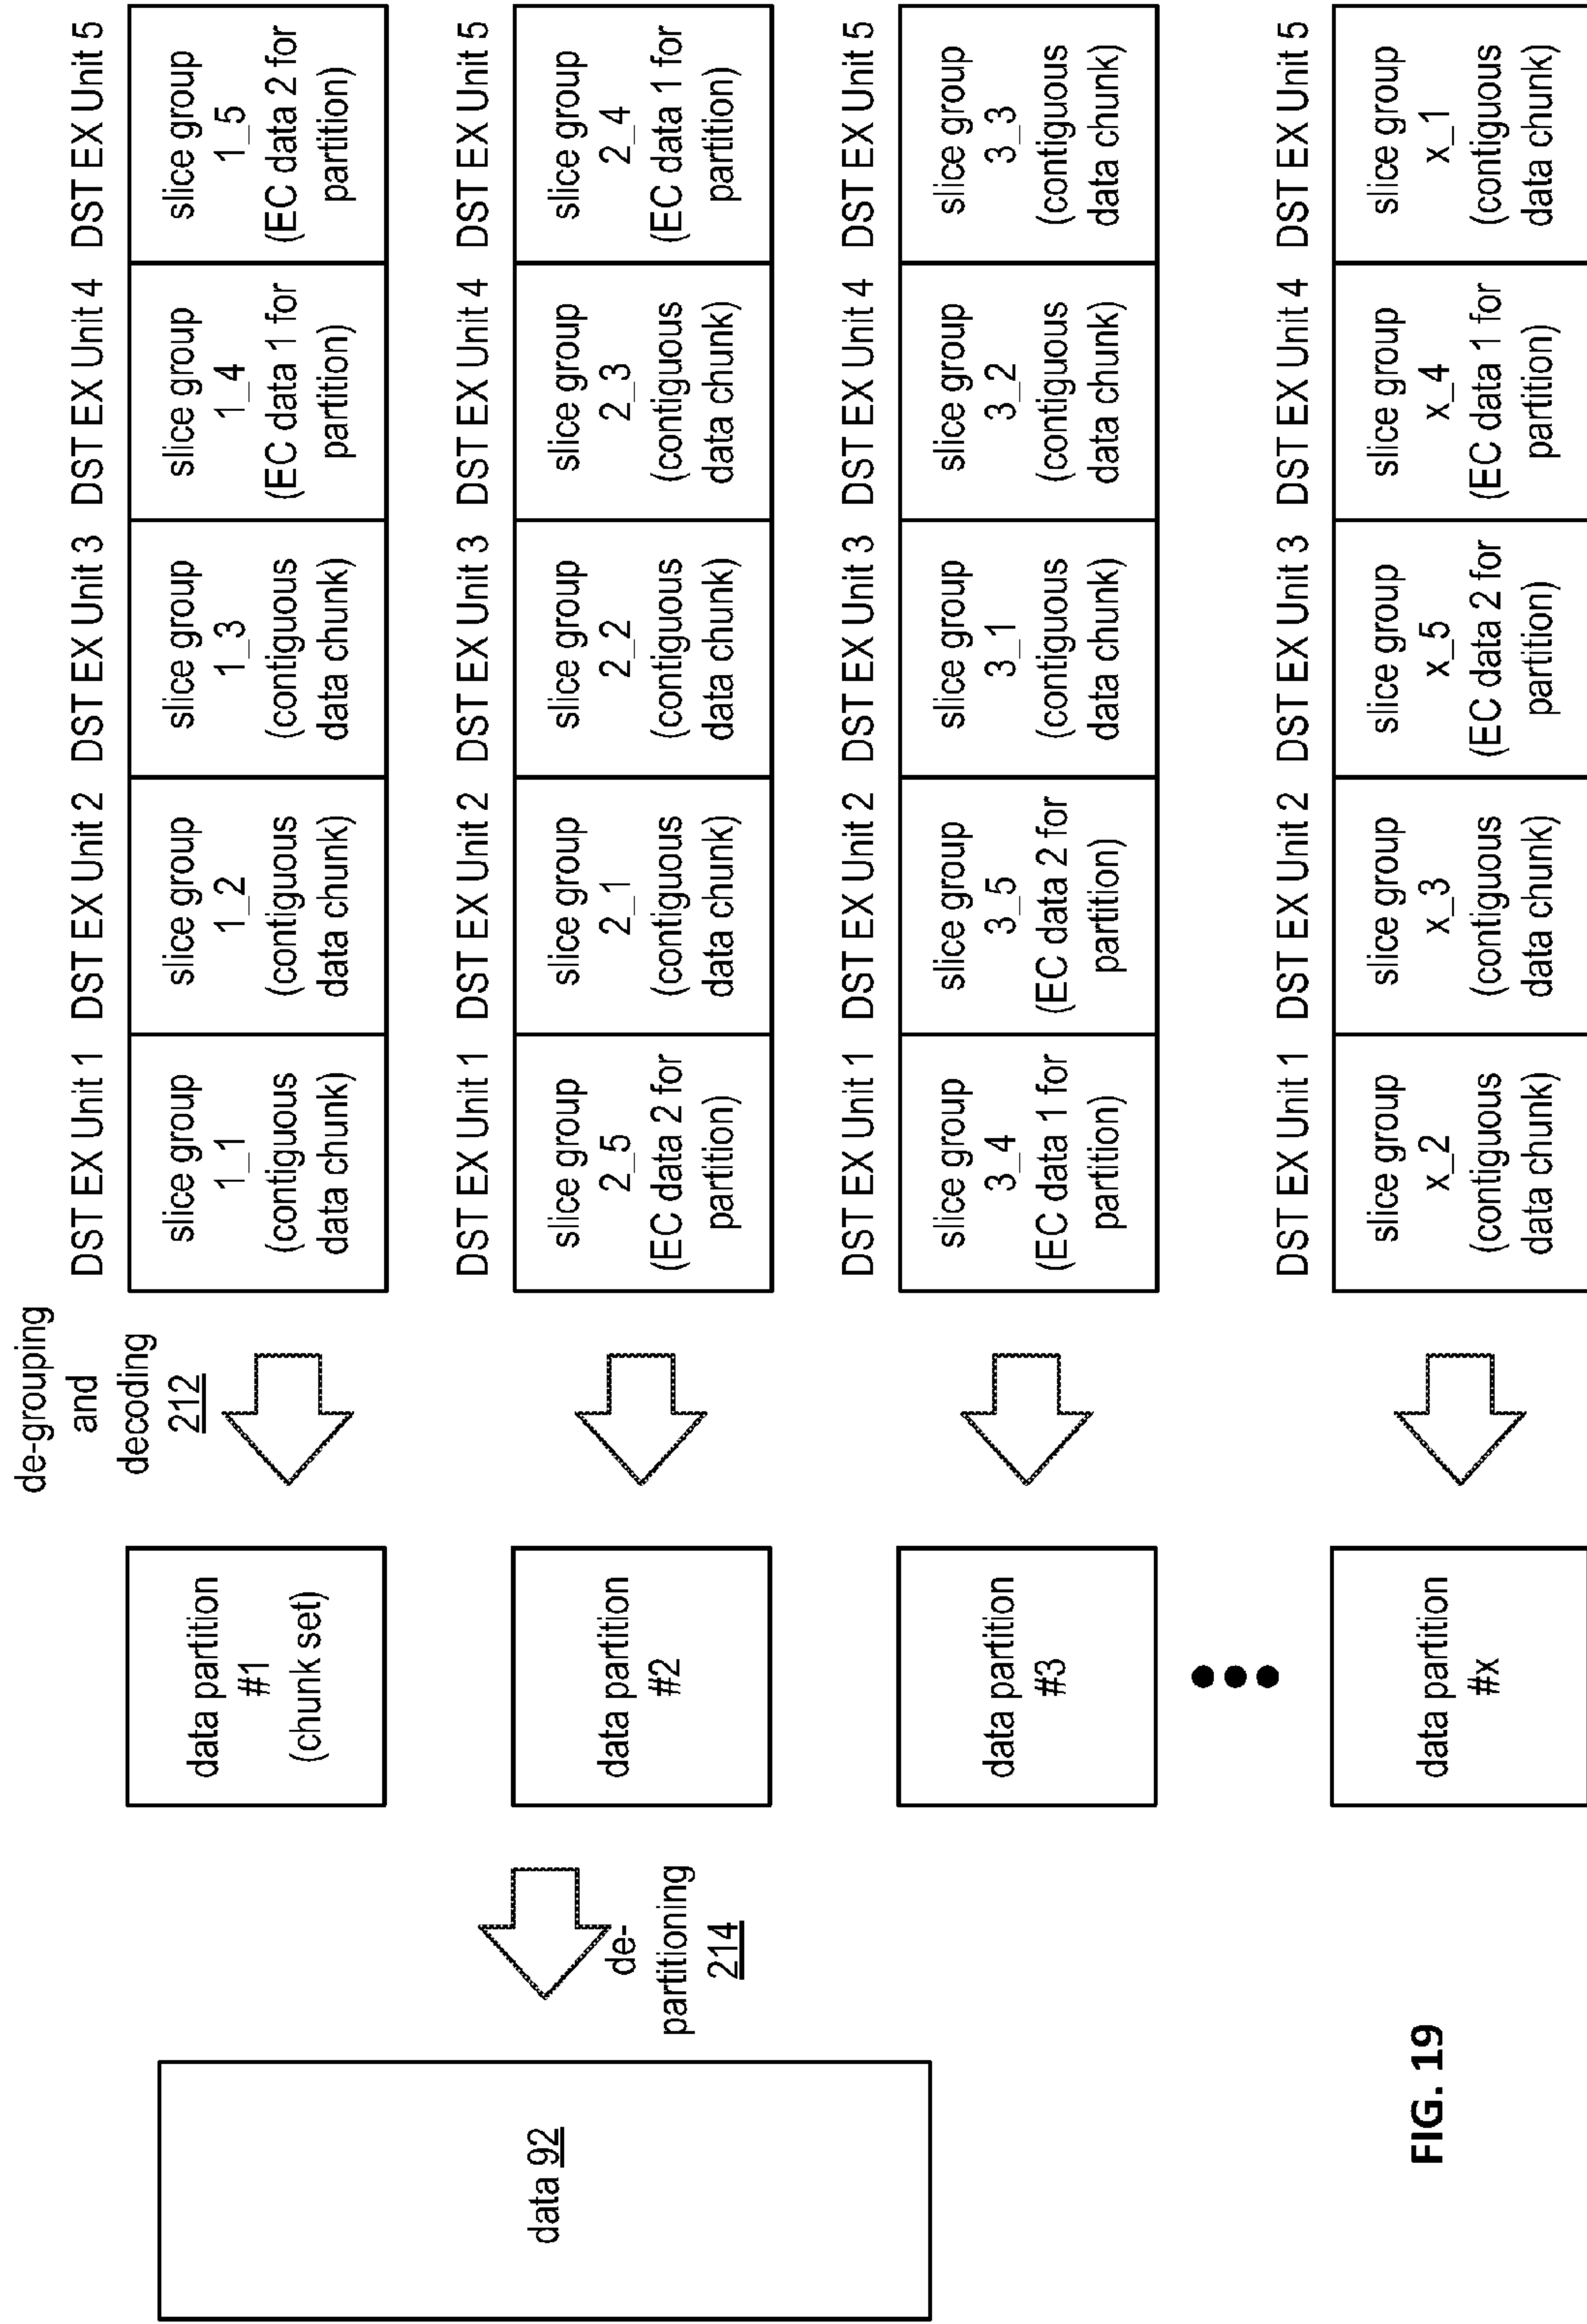 data 92
de-
partitioning
214
data partition
#1
(chunk set)
data partition
#2
data partition
#3
data partition
#x
de-grouping
and
decoding
212
DST EX Unit 1 DST EX Unit 2 DST EX Unit 3 DST EX Unit 4 DST EX Unit 5
slice group
1_1
(contiguous
data chunk)
slice group
1_2
(contiguous
data chunk)
slice group
1_3
(contiguous
data chunk)
slice group
1_4
(EC data 1 for
partition)
slice group
1_5
(EC data 2 for
partition)
DST EX Unit 1 DST EX Unit 2 DST EX Unit 3 DST EX Unit 4 DST EX Unit 5
slice group
2_5
(EC data 2 for
partition)
slice group
2_1
(contiguous
data chunk)
slice group
2_2
(contiguous
data chunk)
slice group
2_3
(contiguous
data chunk)
slice group
2_4
(EC data 1 for
partition)
DST EX Unit 1 DST EX Unit 2 DST EX Unit 3 DST EX Unit 4 DST EX Unit 5
slice group
3_4
(EC data 1 for
partition)
slice group
3_5
(EC data 2 for
partition)
slice group
3_1
(contiguous
data chunk)
slice group
3_2
(contiguous
data chunk)
slice group
3_3
(contiguous
data chunk)
DST EX Unit 1 DST EX Unit 2 DST EX Unit 3 DST EX Unit 4 DST EX Unit 5
slice group
x_2
(contiguous
data chunk)
slice group
x_3
(contiguous
data chunk)
slice group
x_5
(EC data 2 for
partition)
slice group
x_4
(EC data 1 for
partition)
slice group
x_1
(contiguous
data chunk)
FIG. 19